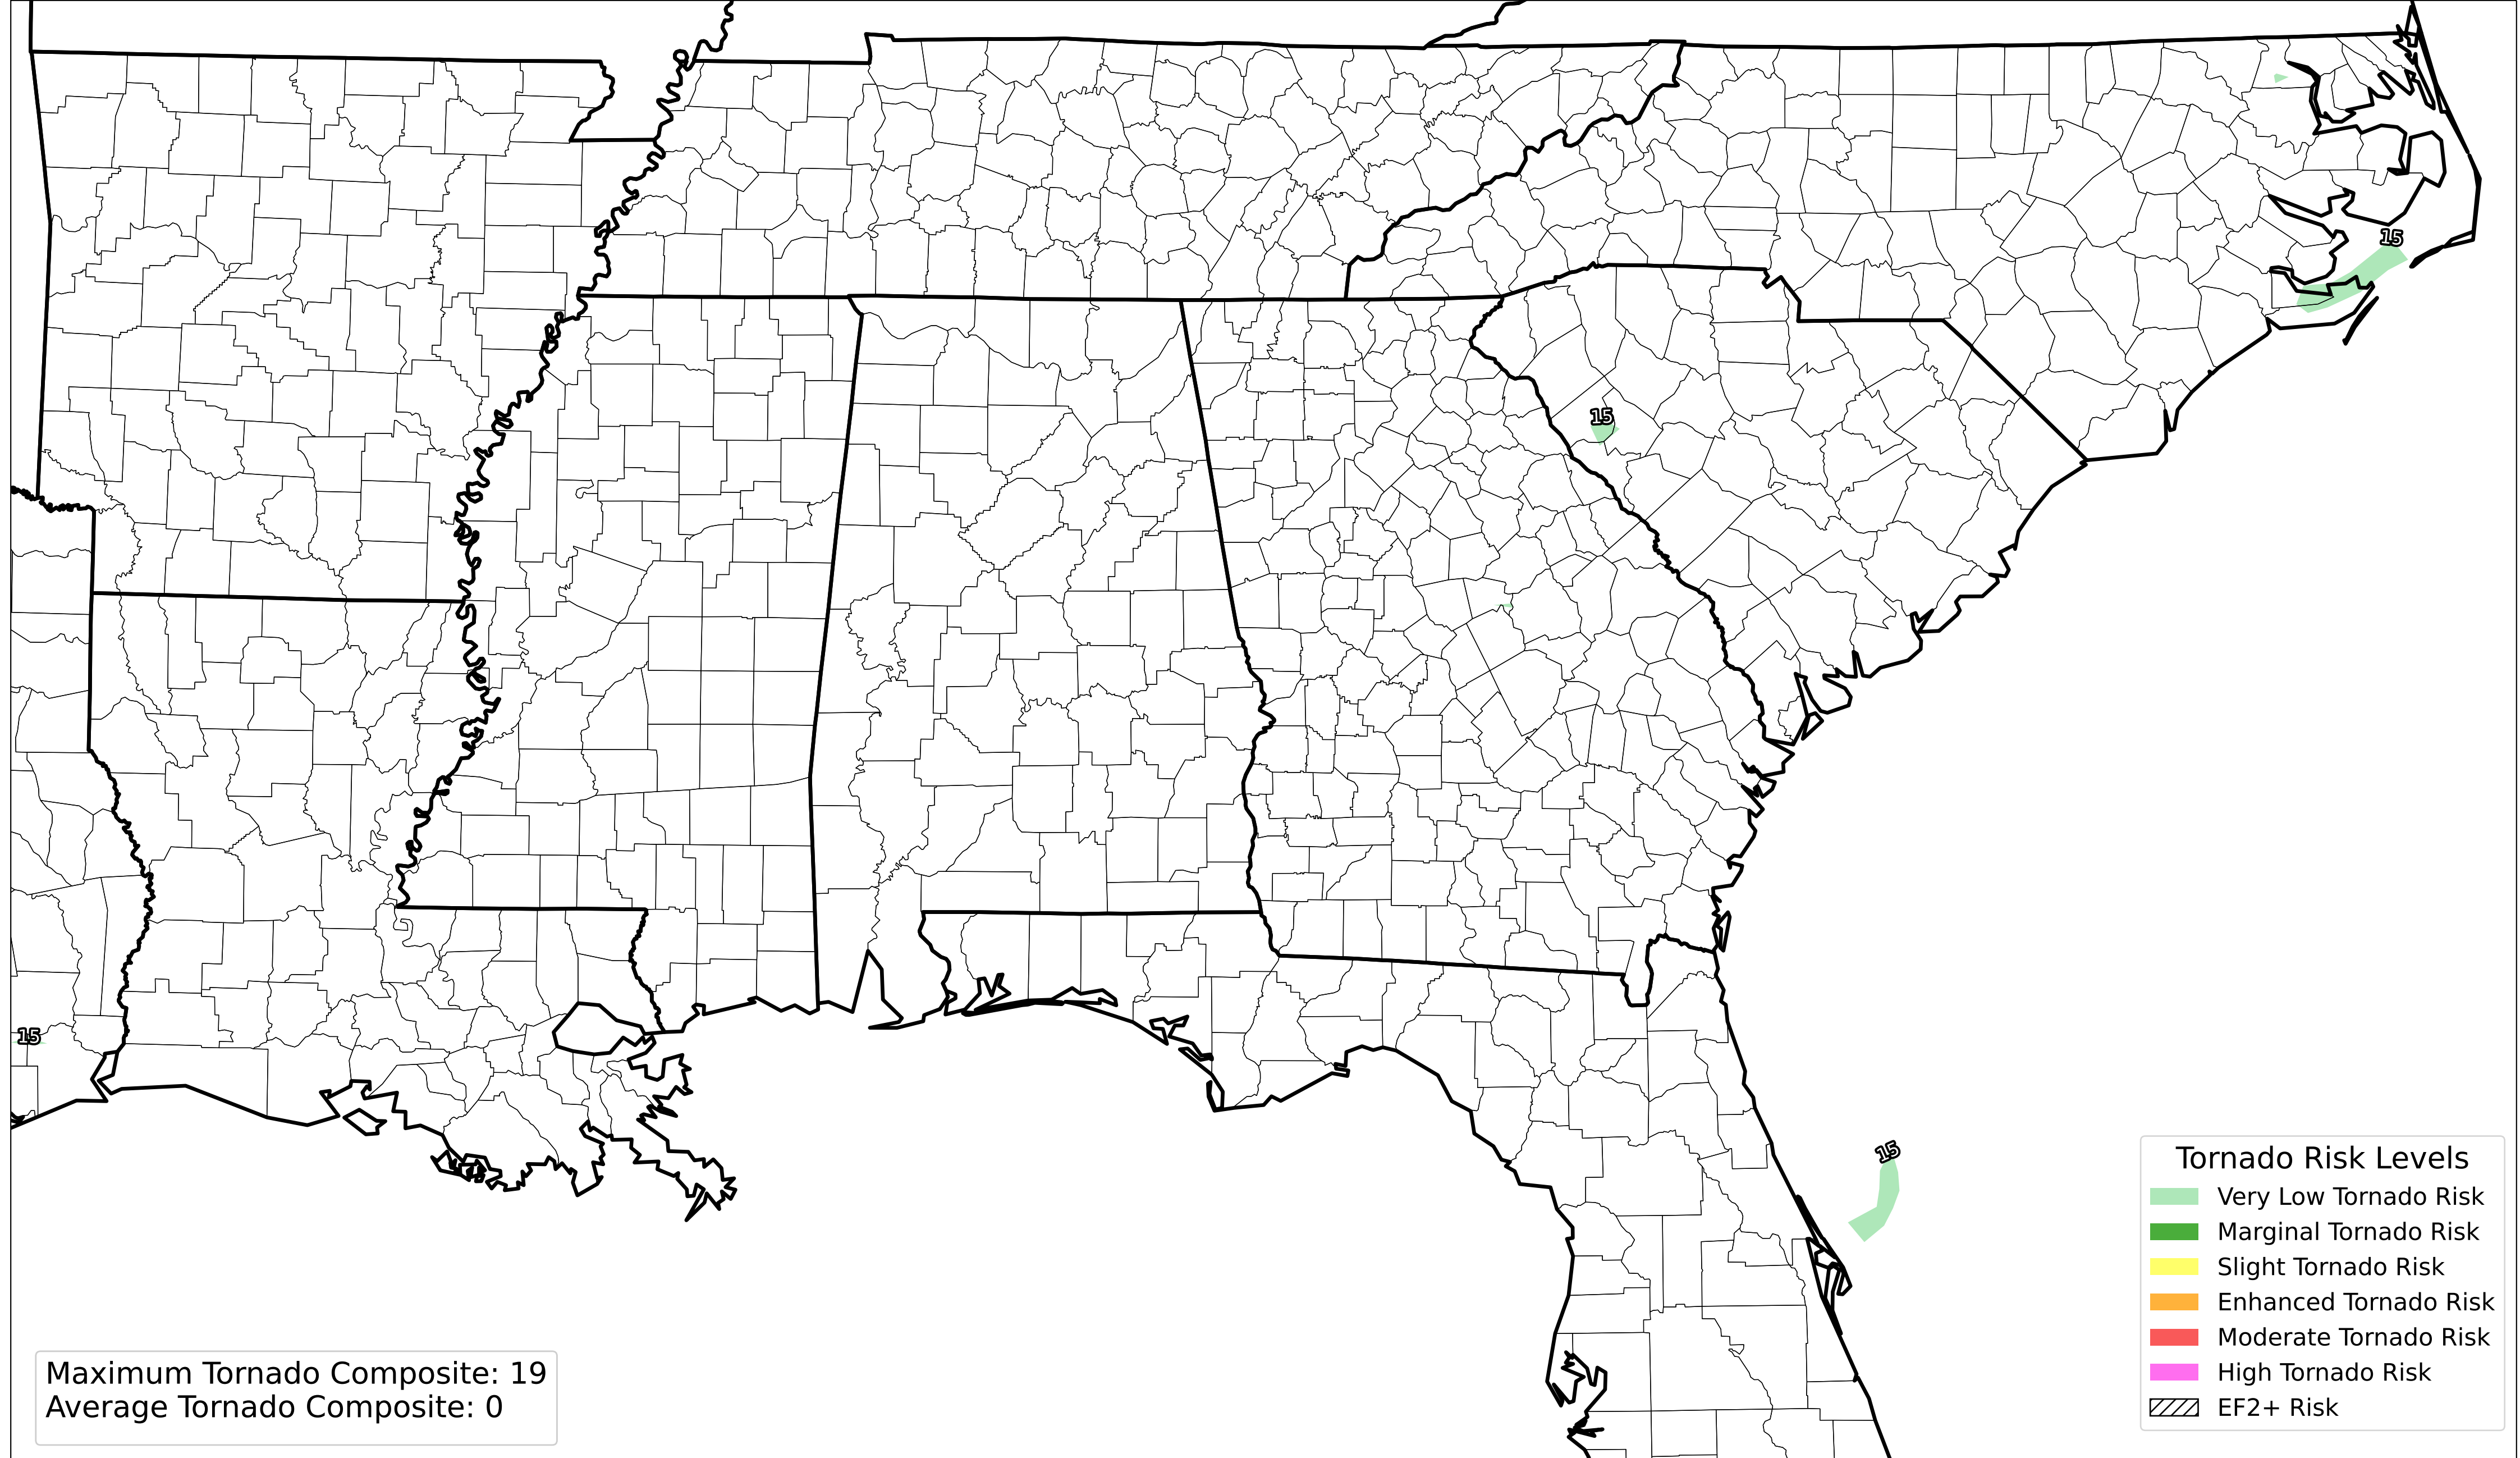 15
15
15
15
Tornado Risk Levels
Very Low Tornado Risk
Marginal Tornado Risk
Slight Tornado Risk
Enhanced Tornado Risk
Moderate Tornado Risk
High Tornado Risk
EF2+ Risk
Maximum Tornado Composite: 19
Average Tornado Composite: 0